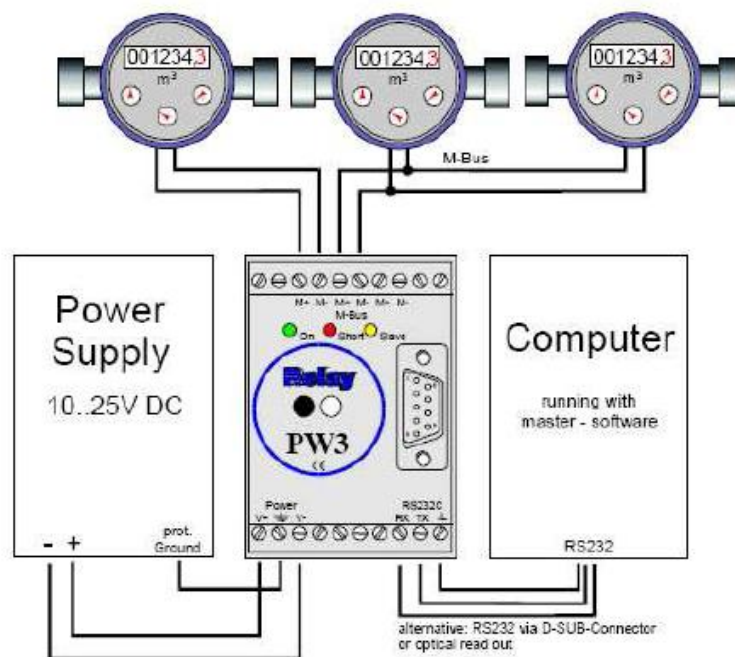 001234,3
m³
001234,3
m³
001234,3
m³
M-Bus
Power
Supply
10..25V DC
- +
prot.
Ground
M+ M- M+ M- M+ M-
M-Bus
On Short Slave
Relay
PW3
CE
Power
V+ V-
RS232C
RX TX
Computer
running with
master - software
RS232
alternative: RS232 via D-SUB-Connector
or optical read out